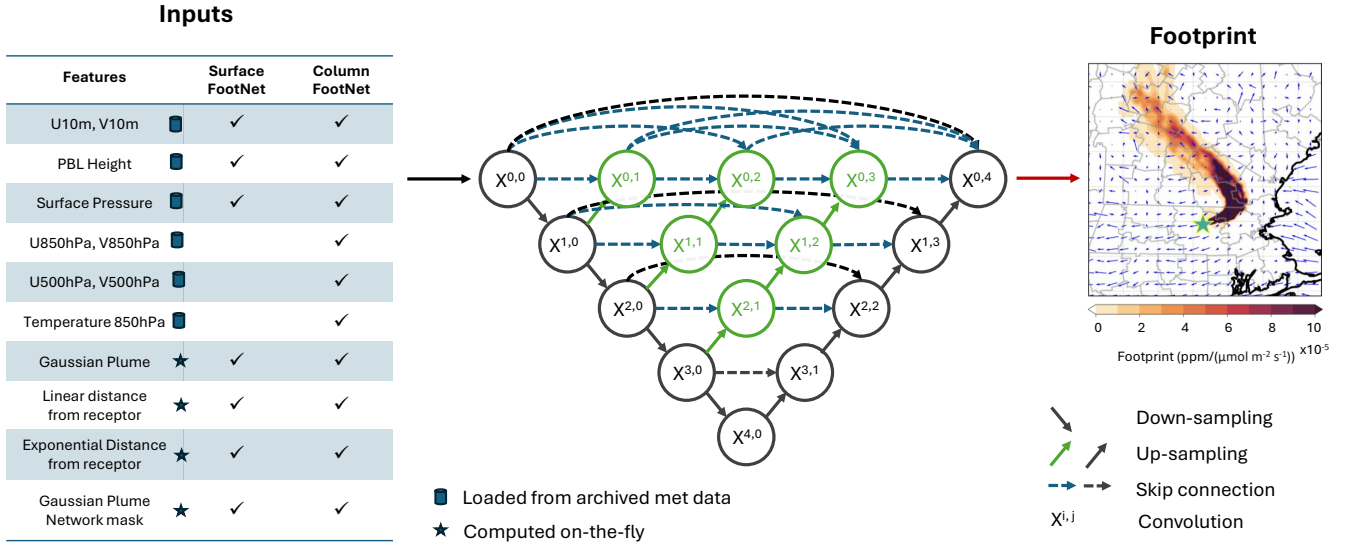 Inputs
Features
Surface FootNet
Column FootNet
U10m, V10m ✓ ✓
PBL Height ✓ ✓
Surface Pressure ✓ ✓
U850hPa, V850hPa ✓
U500hPa, V500hPa ✓
Temperature 850hPa ✓
Gaussian Plume ✓ ✓
Linear distance
from receptor ✓ ✓
Exponential Distance
from receptor ✓ ✓
Gaussian Plume
Network mask ✓ ✓
X0,0
X0,1
X0,2
X0,3
X0,4
X1,0
X1,1
X1,2
X1,3
X2,0
X2,1
X2,2
X3,0
X3,1
X4,0
Loaded from archived met data
Computed on-the-fly
Footprint
0 2 4 6 8 10
Footprint (ppm/(μmol m-2 s-1)) x10-5
Down-sampling
Up-sampling
Skip connection
Xi, j Convolution